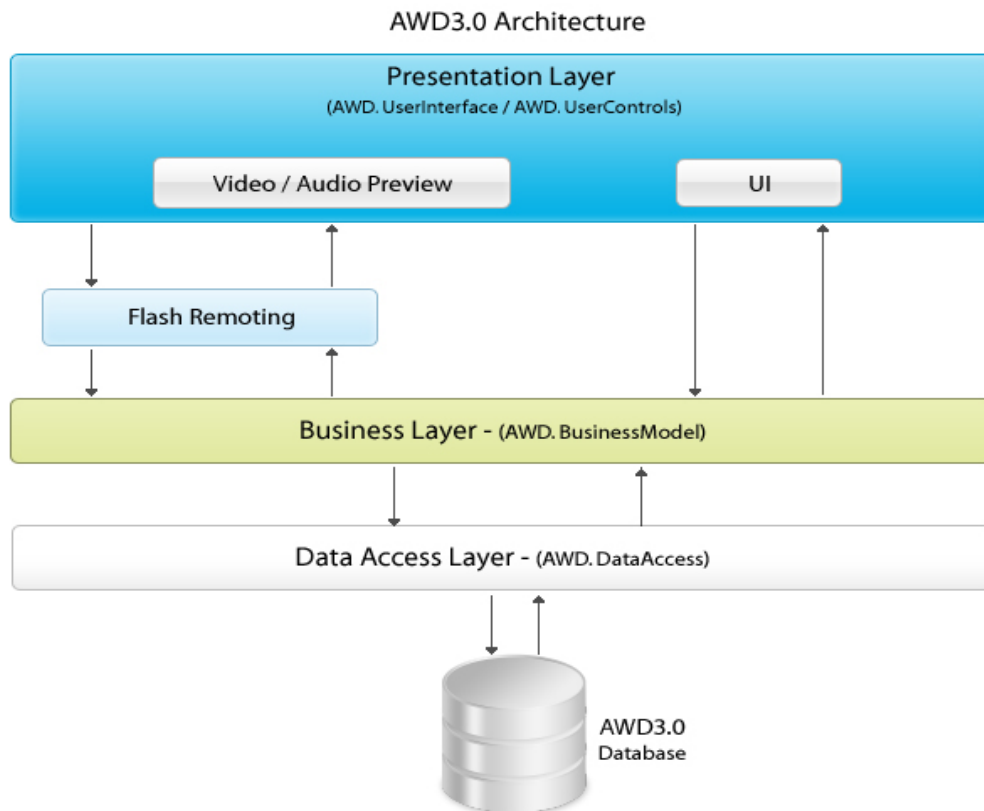 AWD3.0 Architecture
Presentation Layer
(AWD. UserInterface / AWD. UserControls)
Video / Audio Preview
UI
Flash Remoting
Business Layer - (AWD. BusinessModel)
Data Access Layer - (AWD. DataAccess)
AWD3.0
Database